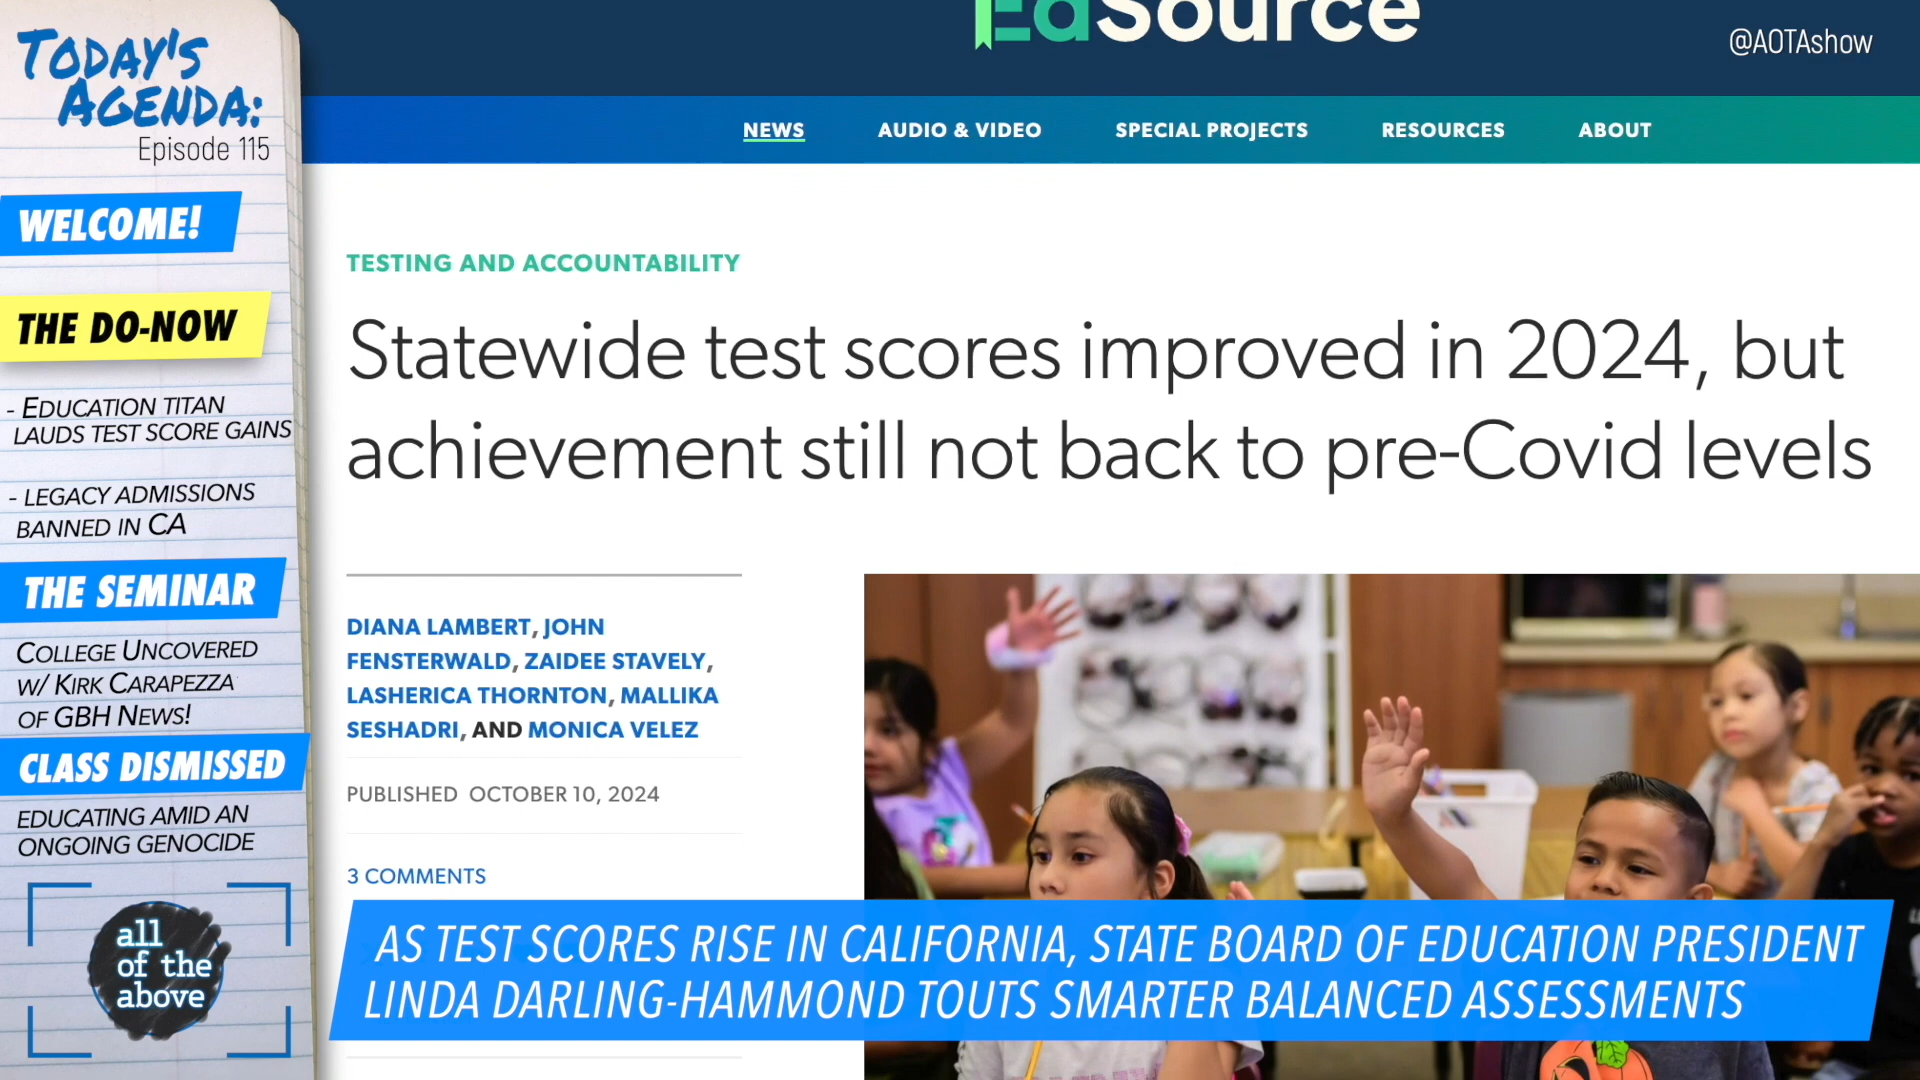 TODAY'S
AGENDA:
Episode 115
WELCOME!
THE DO-NOW
- EDUCATION TITAN
LAUDS TEST SCORE GAINS
- LEGACY ADMISSIONS
BANNED IN CA
THE SEMINAR
COLLEGE UNCOVERED
W/ KIRK CARAPEZZA
OF GBH NEWS!
CLASS DISMISSED
EDUCATING AMID AN
ONGOING GENOCIDE
all
of the
above
EdSource
@AOTAshow
NEWS AUDIO & VIDEO SPECIAL PROJECTS RESOURCES ABOUT
TESTING AND ACCOUNTABILITY
Statewide test scores improved in 2024, but
achievement still not back to pre-Covid levels
DIANA LAMBERT, JOHN
FENSTERWALD, ZAIDEE STAVELY,
LASHERICA THORNTON, MALLIKA
SESHADRI, AND MONICA VELEZ
PUBLISHED OCTOBER 10, 2024
3 COMMENTS
AS TEST SCORES RISE IN CALIFORNIA, STATE BOARD OF EDUCATION PRESIDENT
LINDA DARLING-HAMMOND TOUTS SMARTER BALANCED ASSESSMENTS